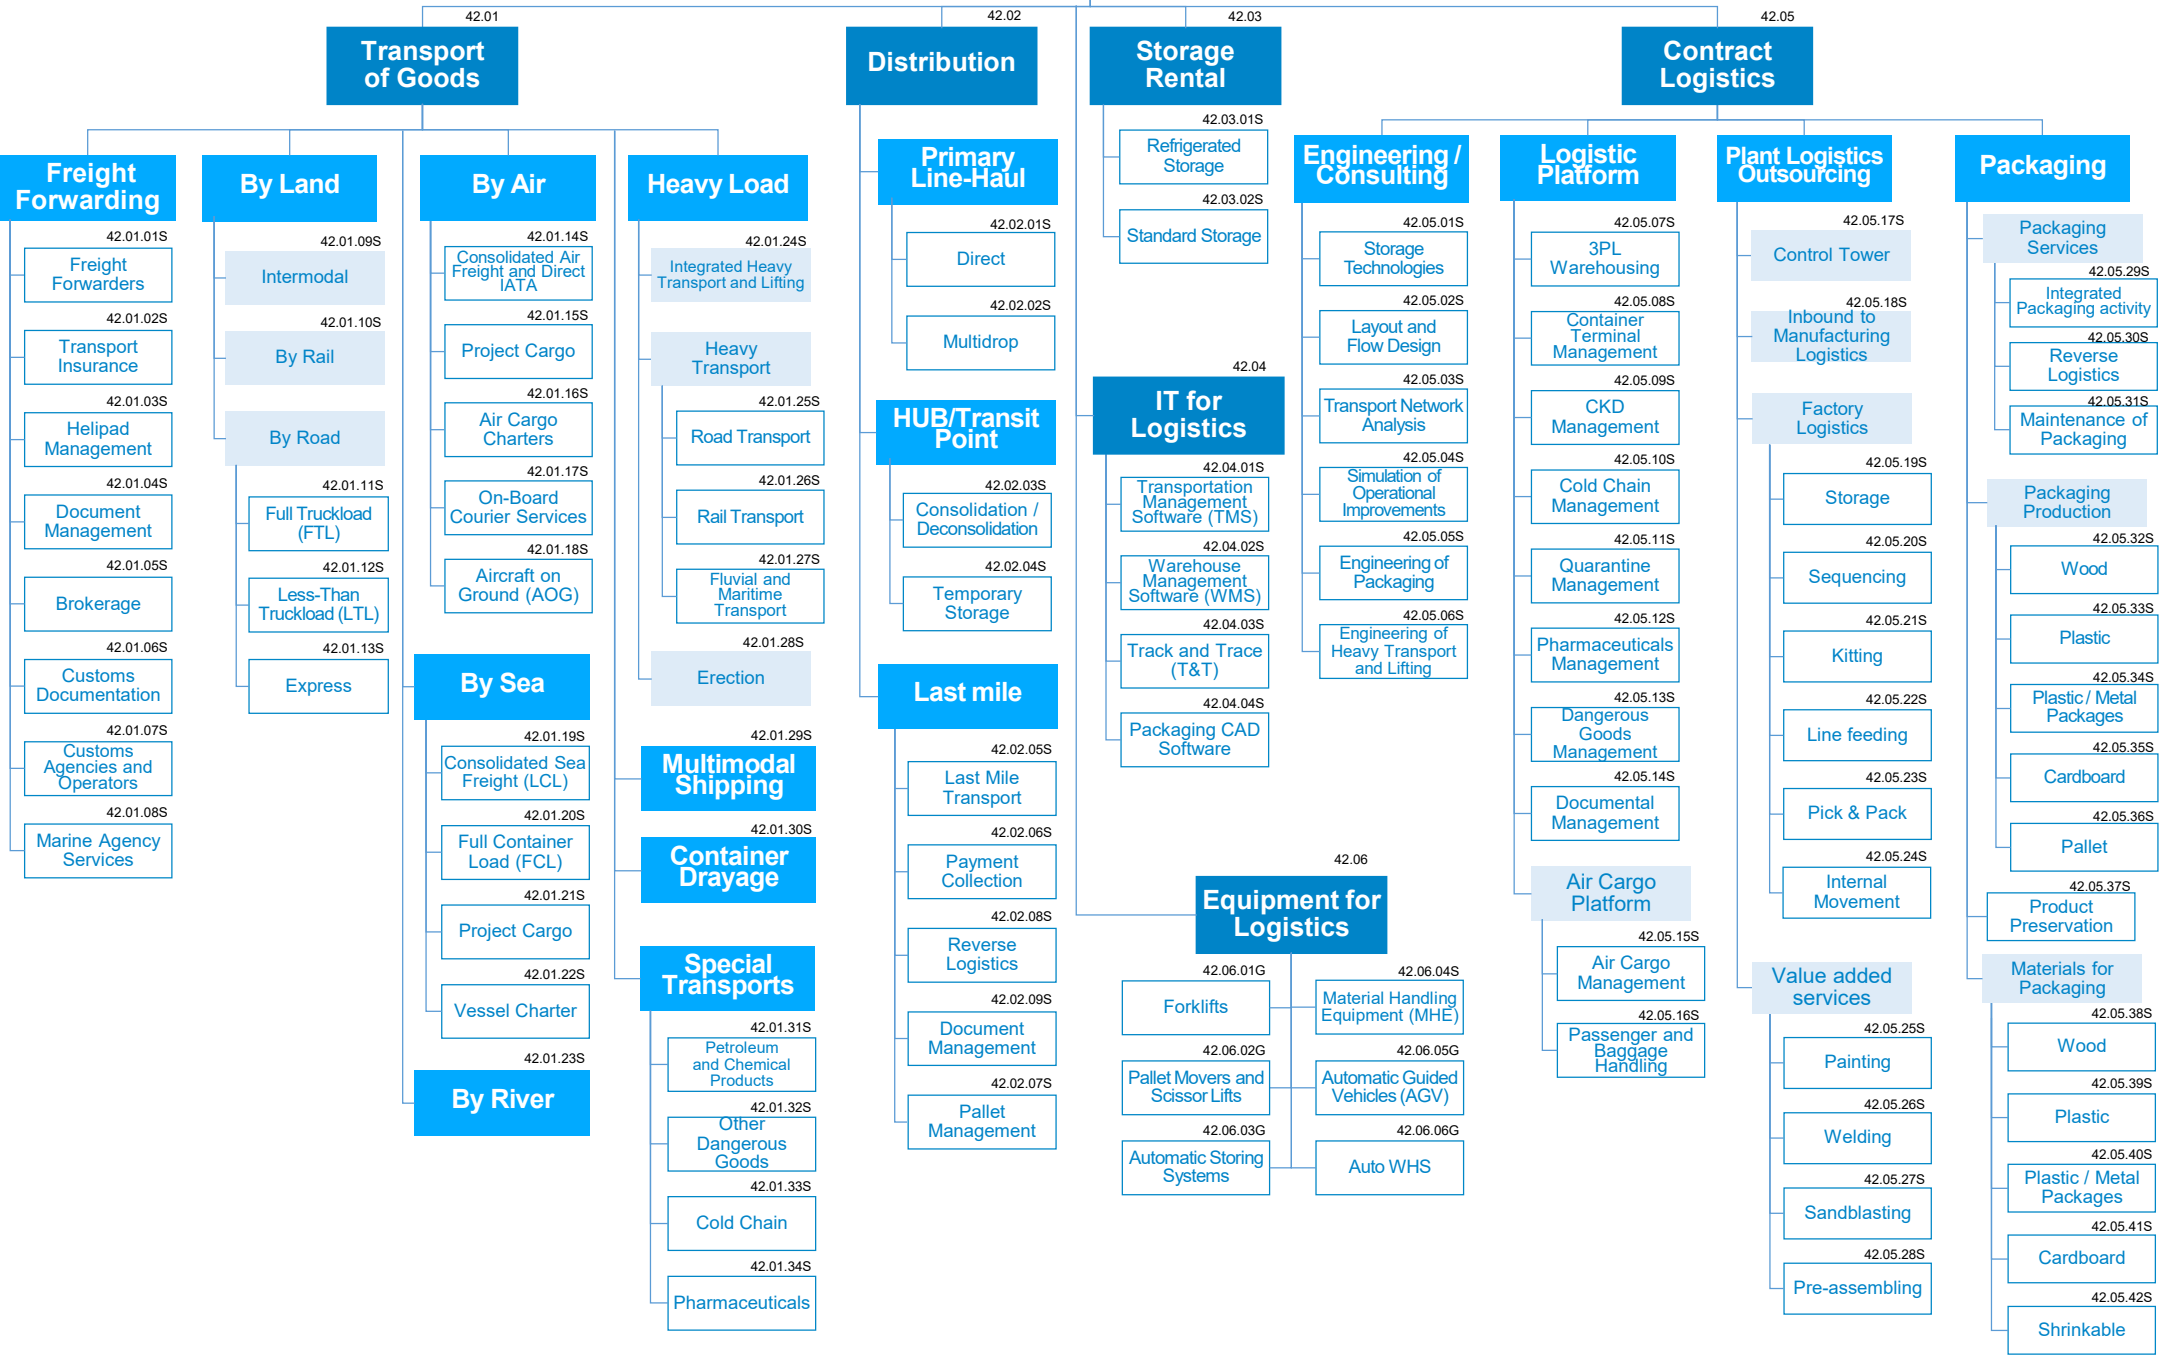 42.01
Transport
of Goods
Freight
Forwarding
42.01.01S
Freight
Forwarders
42.01.02S
Transport
Insurance
42.01.03S
Helipad
Management
42.01.04S
Document
Management
42.01.05S
Brokerage
42.01.06S
Customs
Documentation
42.01.07S
Customs
Agencies and
Operators
42.01.08S
Marine Agency
Services
By Land
42.01.09S
Intermodal
42.01.10S
By Rail
By Road
42.01.11S
Full Truckload
(FTL)
42.01.12S
Less-Than
Truckload (LTL)
42.01.13S
Express
By Air
42.01.14S
Consolidated Air
Freight and Direct
IATA
42.01.15S
Project Cargo
42.01.16S
Air Cargo
Charters
42.01.17S
On-Board
Courier Services
42.01.18S
Aircraft on
Ground (AOG)
By Sea
42.01.19S
Consolidated Sea
Freight (LCL)
42.01.20S
Full Container
Load (FCL)
42.01.21S
Project Cargo
42.01.22S
Vessel Charter
42.01.23S
By River
Heavy Load
42.01.24S
Integrated Heavy
Transport and Lifting
Heavy
Transport
42.01.25S
Road Transport
42.01.26S
Rail Transport
42.01.27S
Fluvial and
Maritime
Transport
42.01.28S
Erection
42.01.29S
Multimodal
Shipping
42.01.30S
Container
Drayage
Special
Transports
42.01.31S
Petroleum
and Chemical
Products
42.01.32S
Other
Dangerous
Goods
42.01.33S
Cold Chain
42.01.34S
Pharmaceuticals
42.02
Distribution
Primary
Line-Haul
42.02.01S
Direct
42.02.02S
Multidrop
HUB/Transit
Point
42.02.03S
Consolidation /
Deconsolidation
42.02.04S
Temporary
Storage
Last mile
42.02.05S
Last Mile
Transport
42.02.06S
Payment
Collection
42.02.08S
Reverse
Logistics
42.02.09S
Document
Management
42.02.07S
Pallet
Management
42.03
Storage
Rental
42.03.01S
Refrigerated
Storage
42.03.02S
Standard Storage
42.04
IT for
Logistics
42.04.01S
Transportation
Management
Software (TMS)
42.04.02S
Warehouse
Management
Software (WMS)
42.04.03S
Track and Trace
(T&T)
42.04.04S
Packaging CAD
Software
42.05
Contract
Logistics
Engineering /
Consulting
42.05.01S
Storage
Technologies
42.05.02S
Layout and
Flow Design
42.05.03S
Transport Network
Analysis
42.05.04S
Simulation of
Operational
Improvements
42.05.05S
Engineering of
Packaging
42.05.06S
Engineering of
Heavy Transport
and Lifting
Logistic
Platform
42.05.07S
3PL
Warehousing
42.05.08S
Container
Terminal
Management
42.05.09S
CKD
Management
42.05.10S
Cold Chain
Management
42.05.11S
Quarantine
Management
42.05.12S
Pharmaceuticals
Management
42.05.13S
Dangerous
Goods
Management
42.05.14S
Documental
Management
Air Cargo
Platform
42.05.15S
Air Cargo
Management
42.05.16S
Passenger and
Baggage
Handling
Plant Logistics
Outsourcing
42.05.17S
Control Tower
42.05.18S
Inbound to
Manufacturing
Logistics
Factory
Logistics
42.05.19S
Storage
42.05.20S
Sequencing
42.05.21S
Kitting
42.05.22S
Line feeding
42.05.23S
Pick & Pack
42.05.24S
Internal
Movement
Value added
services
42.05.25S
Painting
42.05.26S
Welding
42.05.27S
Sandblasting
42.05.28S
Pre-assembling
Packaging
Packaging
Services
42.05.29S
Integrated
Packaging activity
42.05.30S
Reverse
Logistics
42.05.31S
Maintenance of
Packaging
Packaging
Production
42.05.32S
Wood
42.05.33S
Plastic
42.05.34S
Plastic / Metal
Packages
42.05.35S
Cardboard
42.05.36S
Pallet
42.05.37S
Product
Preservation
Materials for
Packaging
42.05.38S
Wood
42.05.39S
Plastic
42.05.40S
Plastic / Metal
Packages
42.05.41S
Cardboard
42.05.42S
Shrinkable
42.06
Equipment for
Logistics
42.06.01G
Forklifts
42.06.02G
Pallet Movers and
Scissor Lifts
42.06.03G
Automatic Storing
Systems
42.06.04S
Material Handling
Equipment (MHE)
42.06.05G
Automatic Guided
Vehicles (AGV)
42.06.06G
Auto WHS